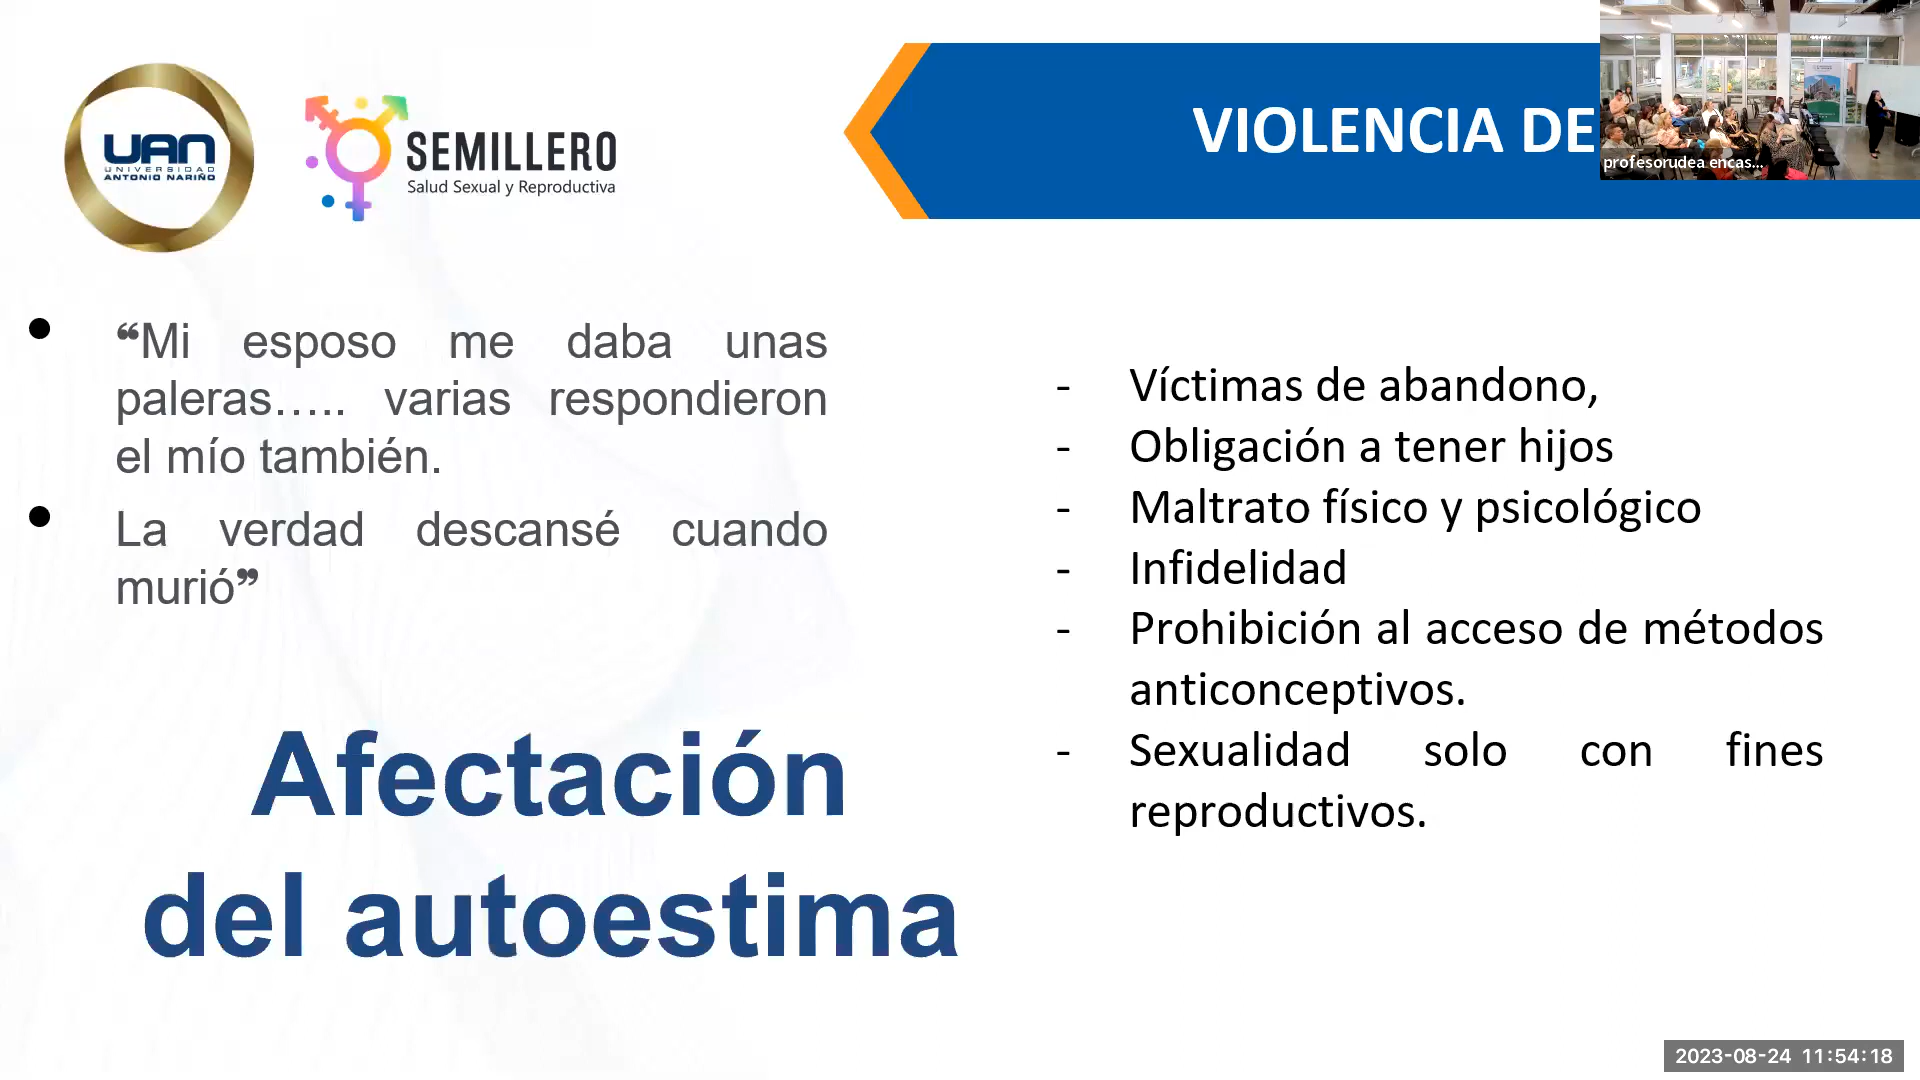 UAN
UNIVERSIDAD
ANTONIO NARIÑO
SEMILLERO
Salud Sexual y Reproductiva
VIOLENCIA DE
profesorudea encas...
• “Mi esposo me daba unas
paleras….. varias respondieron
el mío también.
• La verdad descansé cuando
murió”
Afectación
del autoestima
- Víctimas de abandono,
- Obligación a tener hijos
- Maltrato físico y psicológico
- Infidelidad
- Prohibición al acceso de métodos
anticonceptivos.
- Sexualidad solo con fines
reproductivos.
2023-08-24 11:54:18